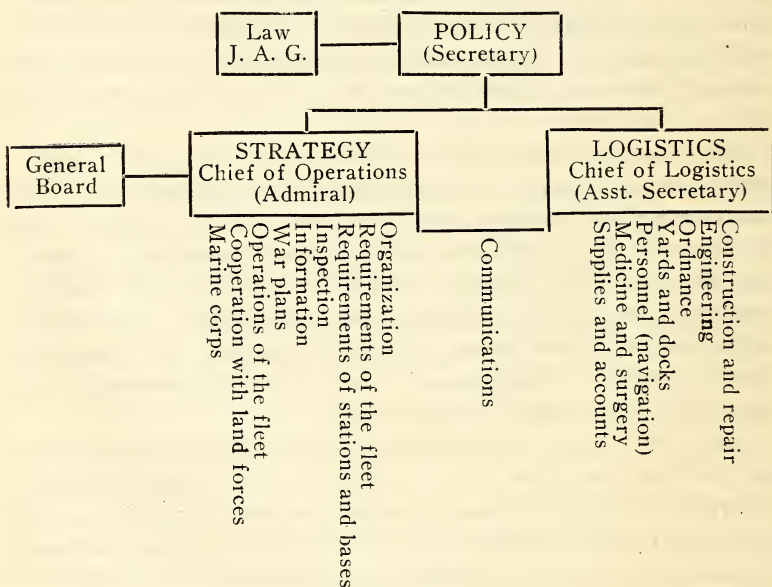 Law
J. A. G.
POLICY
(Secretary)
General
Board
STRATEGY
Chief of Operations
(Admiral)
LOGISTICS
Chief of Logistics
(Asst. Secretary)
Organization
Requirements of the fleet
Requirements of stations and bases
Inspection
Information
War plans
Operations of the fleet
Cooperation with land forces
Marine corps
Communications
Construction and repair
Engineering
Ordnance
Yards and docks
Personnel (navigation)
Medicine and surgery
Supplies and accounts